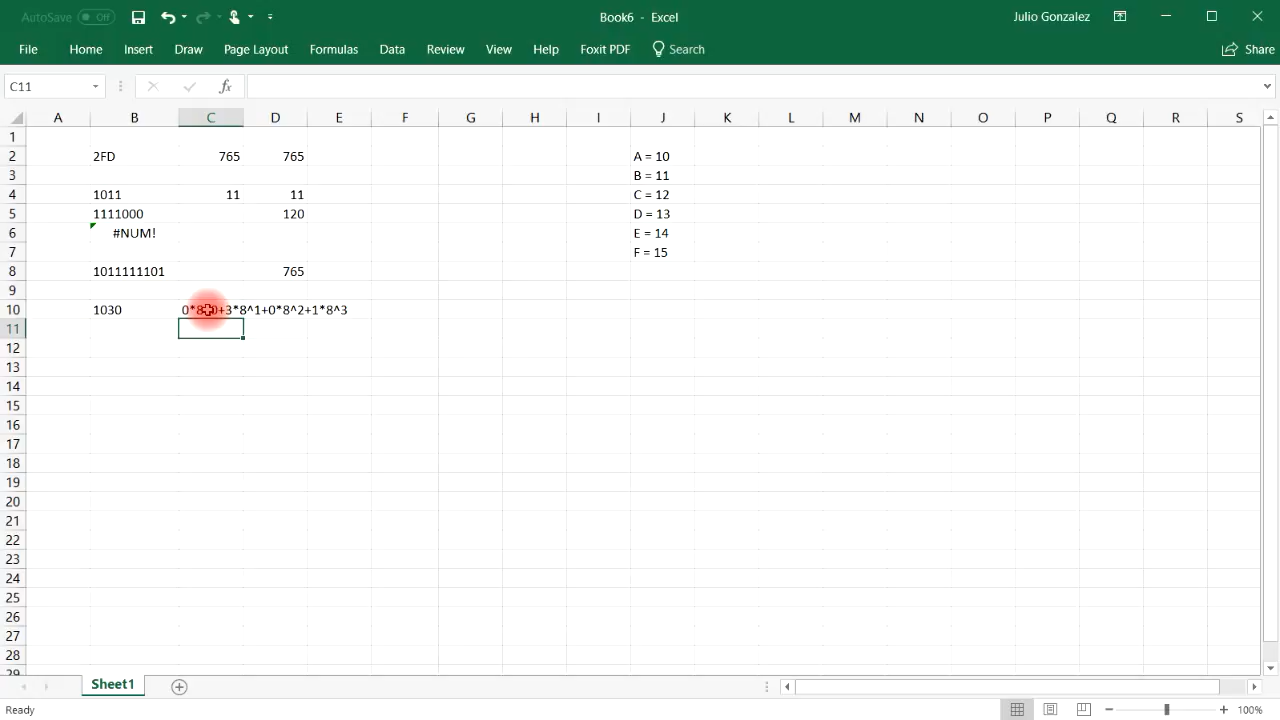 AutoSave Off Book6 - Excel Julio Gonzalez
File Home Insert Draw Page Layout Formulas Data Review View Help Foxit PDF Search Share
C11 fx
A B C D E F G H I J K L M N O P Q R S
1
2 2FD 765 765 A = 10
3 B = 11
4 1011 11 11 C = 12
5 1111000 120 D = 13
6 #NUM! E = 14
7 F = 15
8 1011111101 765
9
10 1030 0*8^0+3*8^1+0*8^2+1*8^3
11
12
13
14
15
16
17
18
19
20
21
22
23
24
25
26
27
28
29
Sheet1
Ready 100%